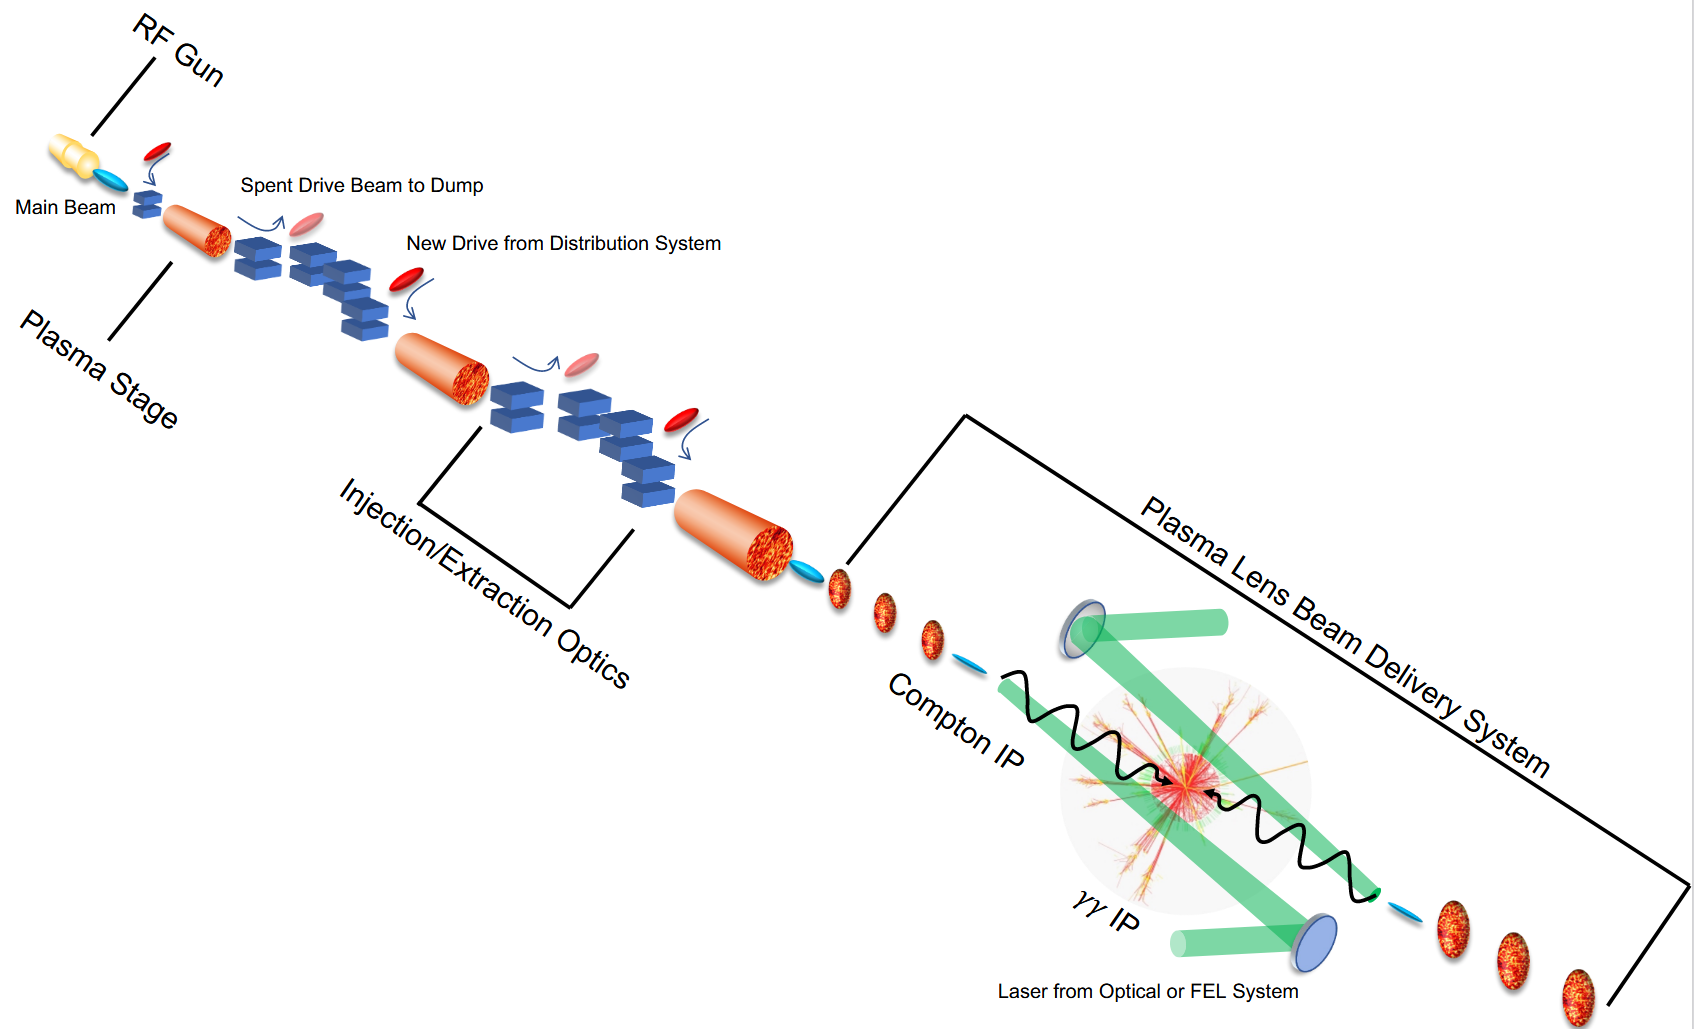 RF Gun
Main Beam
Spent Drive Beam to Dump
New Drive from Distribution System
Plasma Stage
Injection/Extraction Optics
Plasma Lens Beam Delivery System
Compton IP
γγ IP
Laser from Optical or FEL System